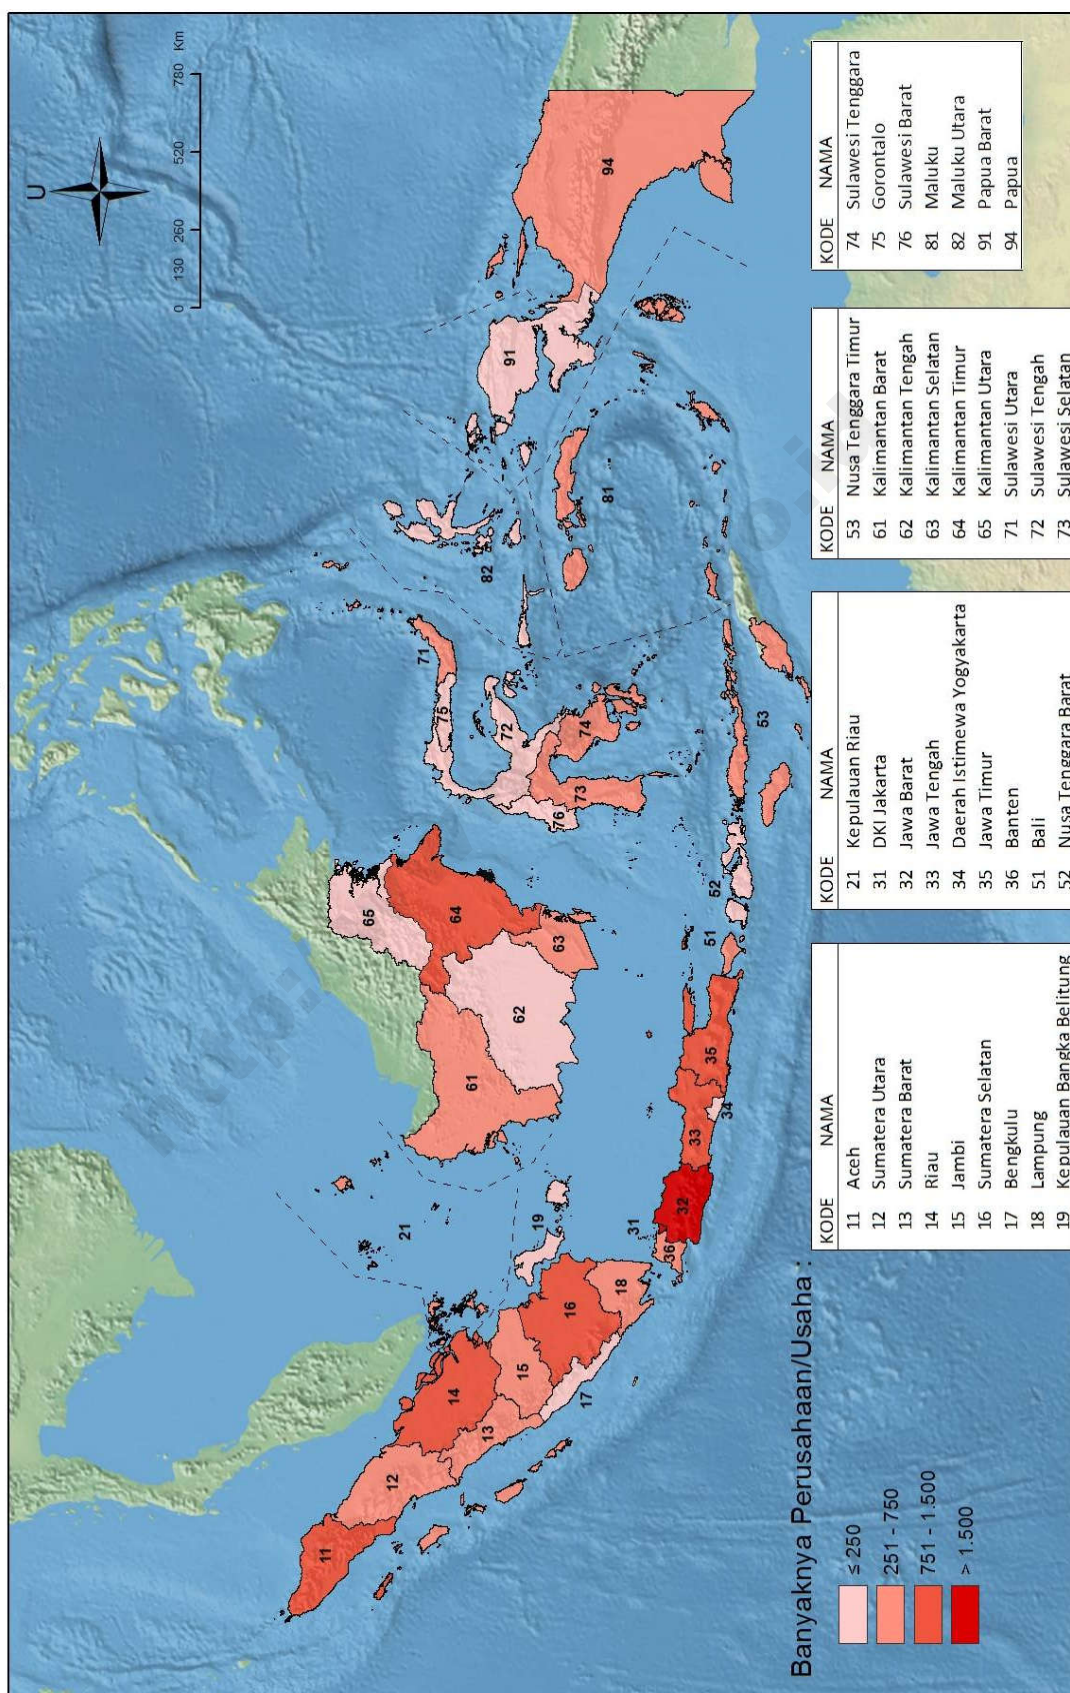 U
0 130 260 520 780 Km
11
12
13
14
15
16
17
18
19
21
31
32
33
34
35
36
51
52
53
61
62
63
64
65
71
72
73
74
75
76
81
82
91
94
Banyaknya Perusahaan/Usaha :
≤ 250
251 - 750
751 - 1.500
> 1.500
KODE NAMA
11 Aceh
12 Sumatera Utara
13 Sumatera Barat
14 Riau
15 Jambi
16 Sumatera Selatan
17 Bengkulu
18 Lampung
19 Kepulauan Bangka Belitung
KODE NAMA
21 Kepulauan Riau
31 DKI Jakarta
32 Jawa Barat
33 Jawa Tengah
34 Daerah Istimewa Yogyakarta
35 Jawa Timur
36 Banten
51 Bali
52 Nusa Tenggara Barat
KODE NAMA
53 Nusa Tenggara Timur
61 Kalimantan Barat
62 Kalimantan Tengah
63 Kalimantan Selatan
64 Kalimantan Timur
65 Kalimantan Utara
71 Sulawesi Utara
72 Sulawesi Tengah
73 Sulawesi Selatan
KODE NAMA
74 Sulawesi Tenggara
75 Gorontalo
76 Sulawesi Barat
81 Maluku
82 Maluku Utara
91 Papua Barat
94 Papua